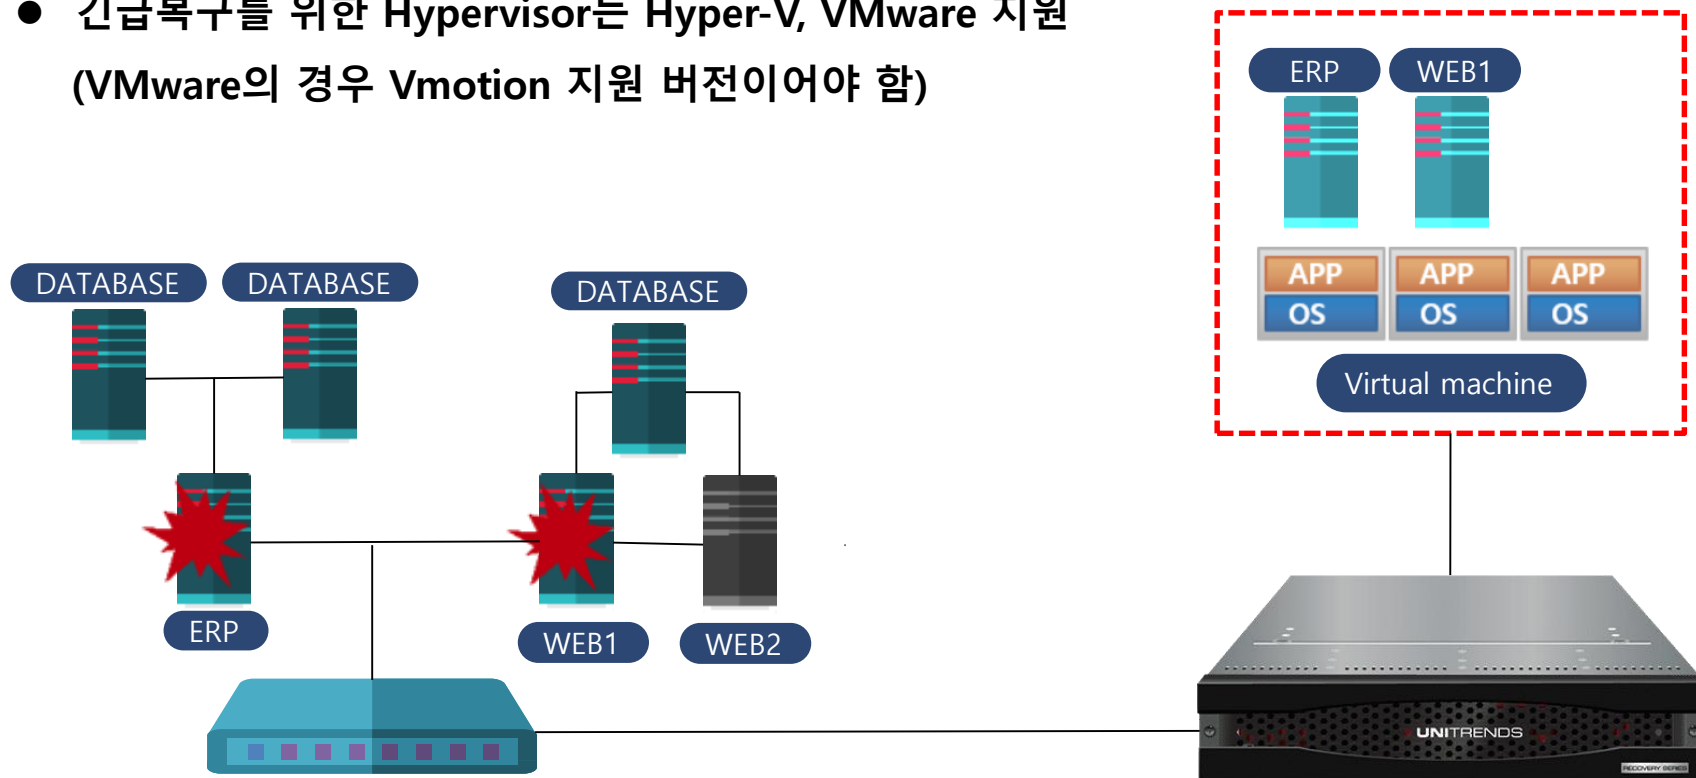 ● 긴급복구를 위한 Hypervisor는 Hyper-V, VMware 지원
(VMware의 경우 Vmotion 지원 버전이어야 함)
ERP WEB1
DATABASE DATABASE DATABASE
APP APP APP
OS OS OS
Virtual machine
ERP WEB1 WEB2
UNITRENDS
RECOVERY SERIES